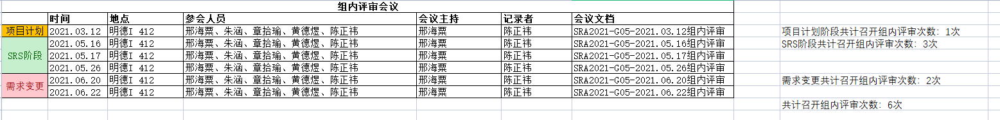 组内评审会议
时间 地点 参会人员 会议主持 记录者 会议文档
项目计划 2021.03.12 明德I 412 邢海粟、朱涵、章拾瑜、黄德煜、陈正祎 邢海粟 陈正祎 SRA2021-G05-2021.03.12组内评审 项目计划阶段共计召开组内评审次数：1次
2021.05.16 明德I 412 邢海粟、朱涵、章拾瑜、黄德煜、陈正祎 邢海粟 陈正祎 SRA2021-G05-2021.05.16组内评审 SRS阶段共计召开组内评审次数：3次
SRS阶段 2021.05.17 明德I 412 邢海粟、朱涵、章拾瑜、黄德煜、陈正祎 邢海粟 陈正祎 SRA2021-G05-2021.05.17组内评审
2021.05.26 明德I 412 邢海粟、朱涵、章拾瑜、黄德煜、陈正祎 邢海粟 陈正祎 SRA2021-G05-2021.05.26组内评审
需求变更 2021.06.20 明德I 412 邢海粟、朱涵、章拾瑜、黄德煜、陈正祎 邢海粟 陈正祎 SRA2021-G05-2021.06.20组内评审 需求变更共计召开组内评审次数：2次
2021.06.22 明德I 412 邢海粟、朱涵、章拾瑜、黄德煜、陈正祎 邢海粟 陈正祎 SRA2021-G05-2021.06.22组内评审
共计召开组内评审次数：6次